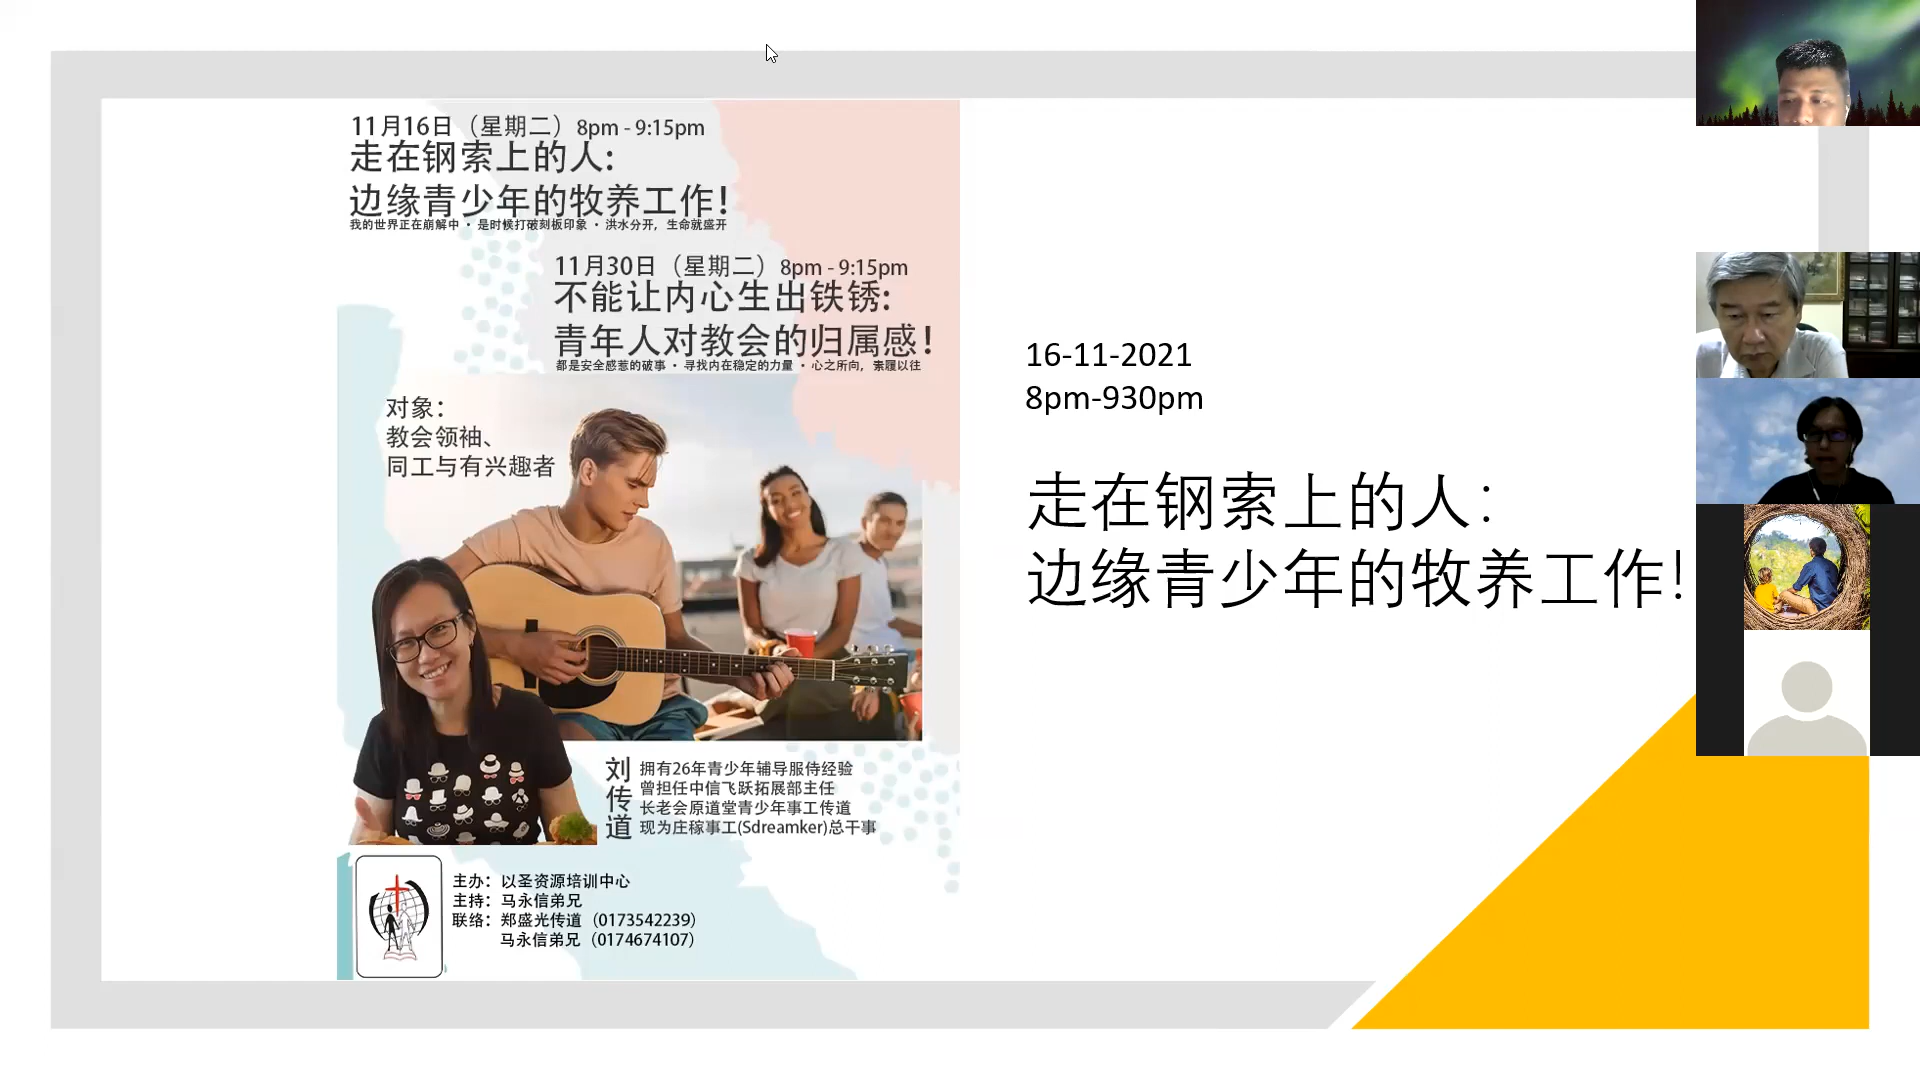 11月16日（星期二）8pm - 9:15pm
走在钢索上的人:
边缘青少年的牧养工作!
我的世界正在崩解中 · 是时候打破刻板印象 · 洪水分开，生命就盛开
11月30日（星期二）8pm - 9:15pm
不能让内心生出铁锈:
青年人对教会的归属感!
都是安全感惹的破事 · 寻找内在稳定的力量 · 心之所向，素履以往
对象：
教会领袖、
同工与有兴趣者
刘传道
拥有26年青少年辅导服侍经验
曾担任中信飞跃拓展部主任
长老会原道堂青少年事工传道
现为庄稼事工(Sdreamker)总干事
主办：以圣资源培训中心
主持：马永信弟兄
联络：郑盛光传道（0173542239）
马永信弟兄（0174674107）
16-11-2021
8pm-930pm
走在钢索上的人：
边缘青少年的牧养工作!